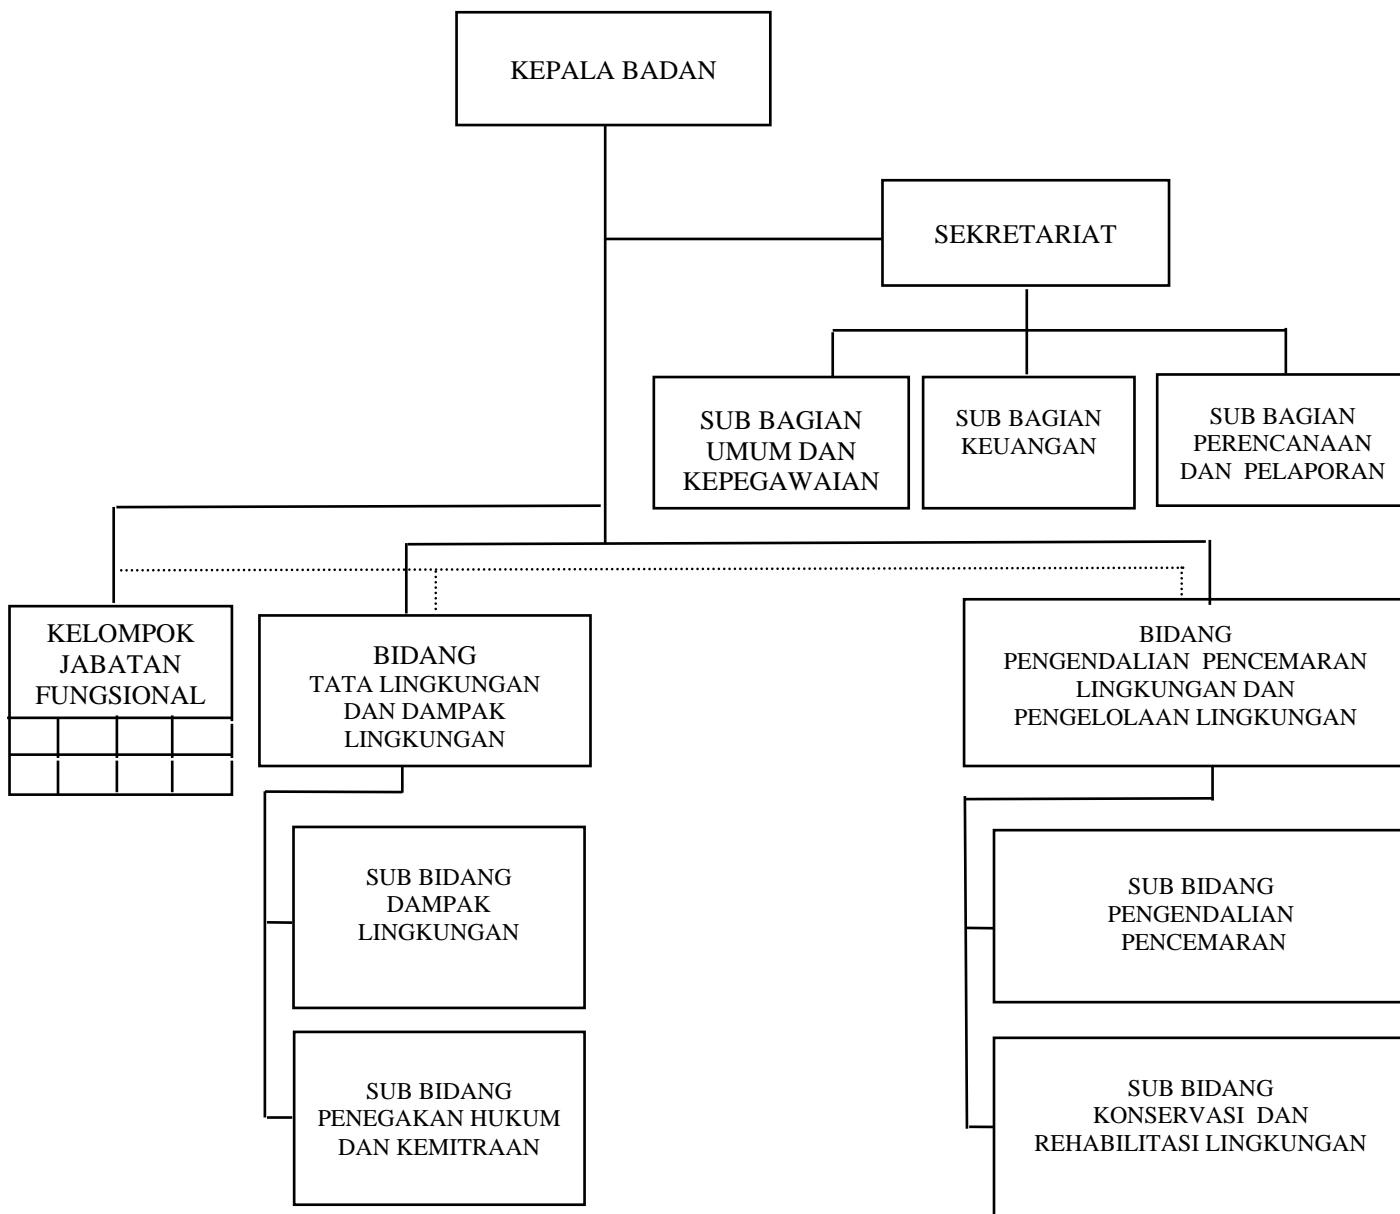 KEPALA BADAN
SEKRETARIAT
SUB BAGIAN
UMUM DAN
KEPEGAWAIAN
SUB BAGIAN
KEUANGAN
SUB BAGIAN
PERENCANAAN
DAN PELAPORAN
KELOMPOK
JABATAN
FUNGSIONAL
BIDANG
TATA LINGKUNGAN
DAN DAMPAK
LINGKUNGAN
BIDANG
PENGENDALIAN PENCEMARAN
LINGKUNGAN DAN
PENGELOLAAN LINGKUNGAN
SUB BIDANG
DAMPAK
LINGKUNGAN
SUB BIDANG
PENGENDALIAN
PENCEMARAN
SUB BIDANG
PENEGAKAN HUKUM
DAN KEMITRAAN
SUB BIDANG
KONSERVASI DAN
REHABILITASI LINGKUNGAN